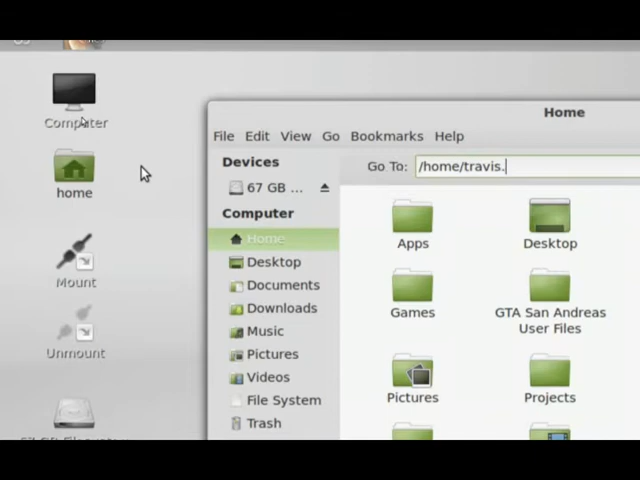 Computer
home
Mount
Unmount
Home
File Edit View Go Bookmarks Help
Devices
67 GB ...
Computer
Home
Desktop
Documents
Downloads
Music
Pictures
Videos
File System
Trash
Go To: /home/travis.
Apps
Desktop
Games
GTA San Andreas
User Files
Pictures
Projects